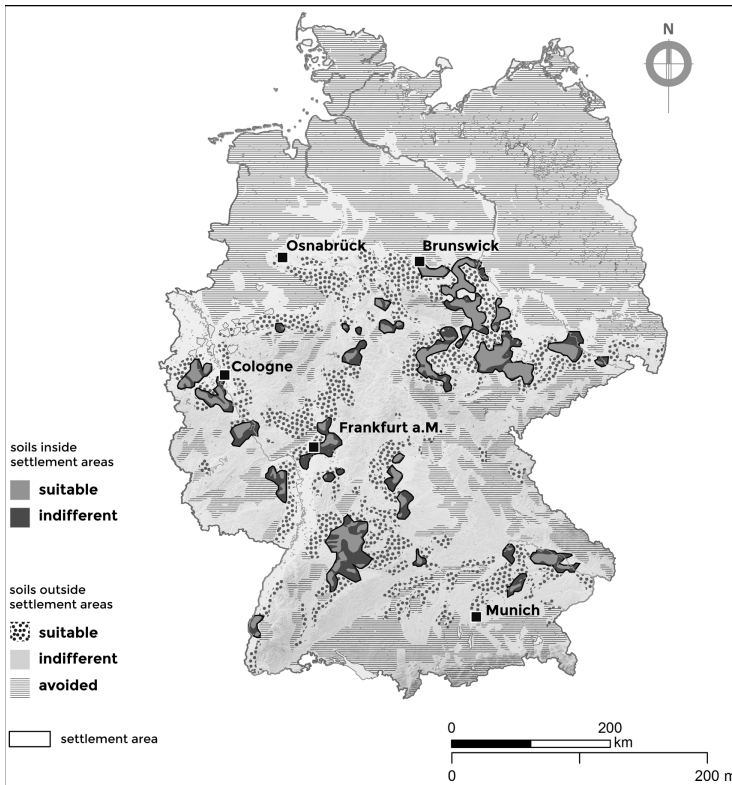 N
Osnabrück
Brunswick
Cologne
Frankfurt a.M.
Munich
soils inside
settlement areas
suitable
indifferent
soils outside
settlement areas
suitable
indifferent
avoided
settlement area
0 200
km
0 200 m